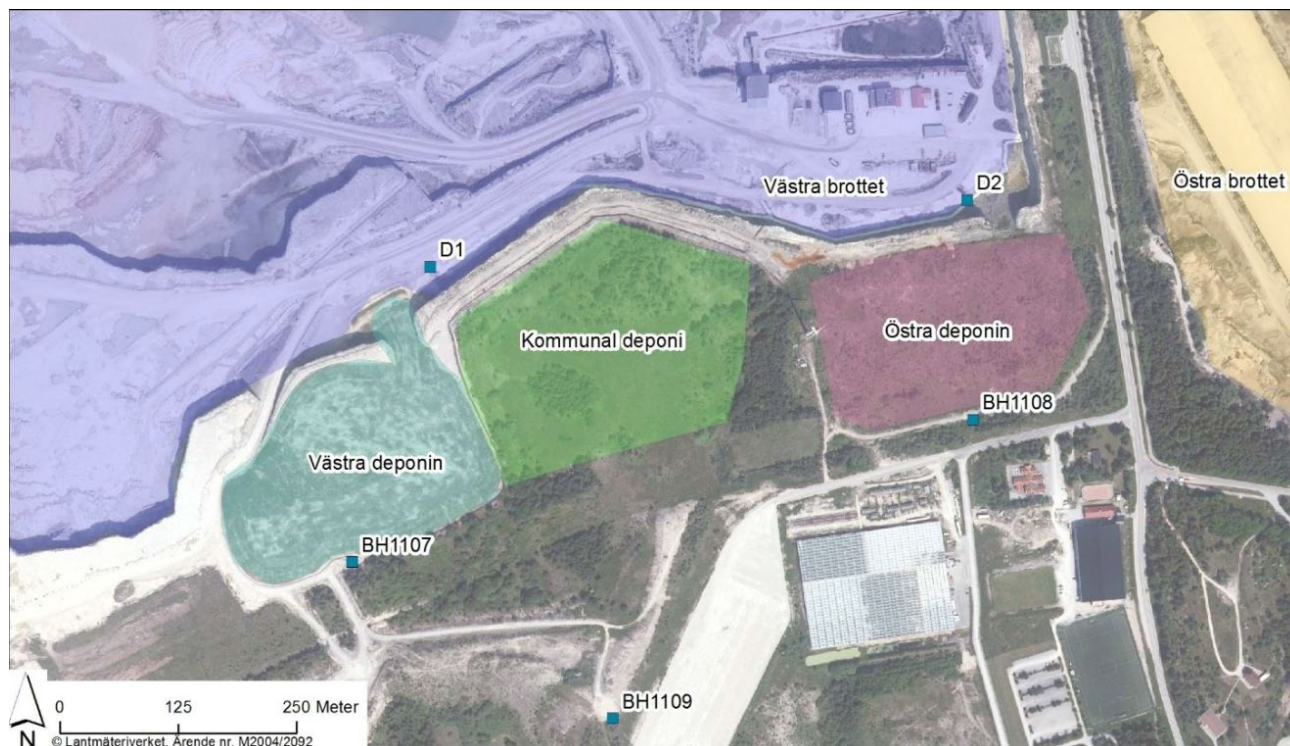 Västra brottet
D2
Östra brottet
D1
Kommunal deponi
Östra deponin
BH1108
Västra deponin
BH1107
BH1109
0 125 250 Meter
N
© Lantmäteriverket, Ärende nr. M2004/2092